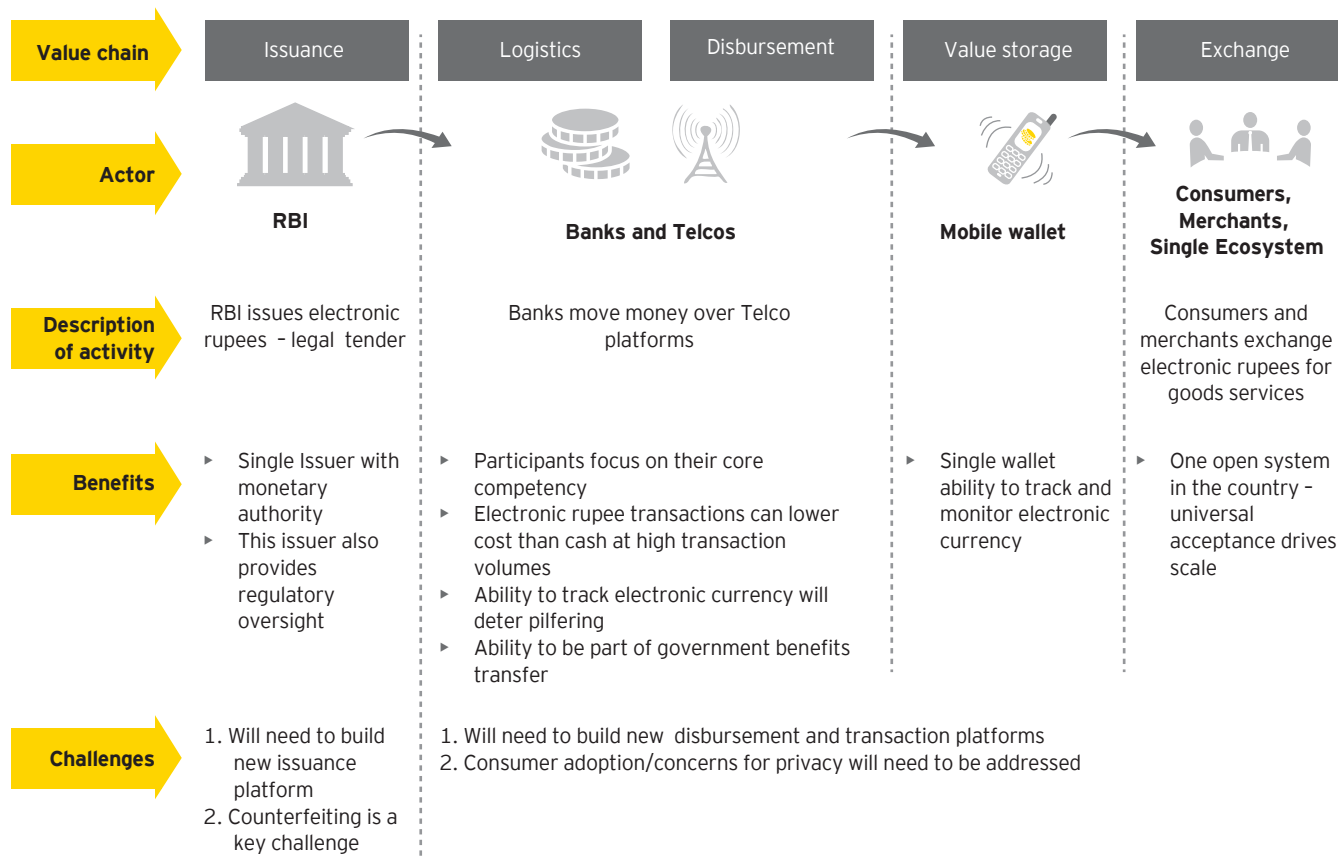 Value chain
Issuance
Logistics
Disbursement
Value storage
Exchange
Actor
RBI
Banks and Telcos
Mobile wallet
Consumers,
Merchants,
Single Ecosystem
Description
of activity
RBI issues electronic
rupees – legal tender
Banks move money over Telco
platforms
Consumers and
merchants exchange
electronic rupees for
goods services
Benefits
▸ Single Issuer with
monetary
authority
▸ This issuer also
provides
regulatory
oversight
▸ Participants focus on their core
competency
▸ Electronic rupee transactions can lower
cost than cash at high transaction
volumes
▸ Ability to track electronic currency will
deter pilfering
▸ Ability to be part of government benefits
transfer
▸ Single wallet
ability to track and
monitor electronic
currency
▸ One open system
in the country –
universal
acceptance drives
scale
Challenges
1. Will need to build
new issuance
platform
2. Counterfeiting is a
key challenge
1. Will need to build new disbursement and transaction platforms
2. Consumer adoption/concerns for privacy will need to be addressed